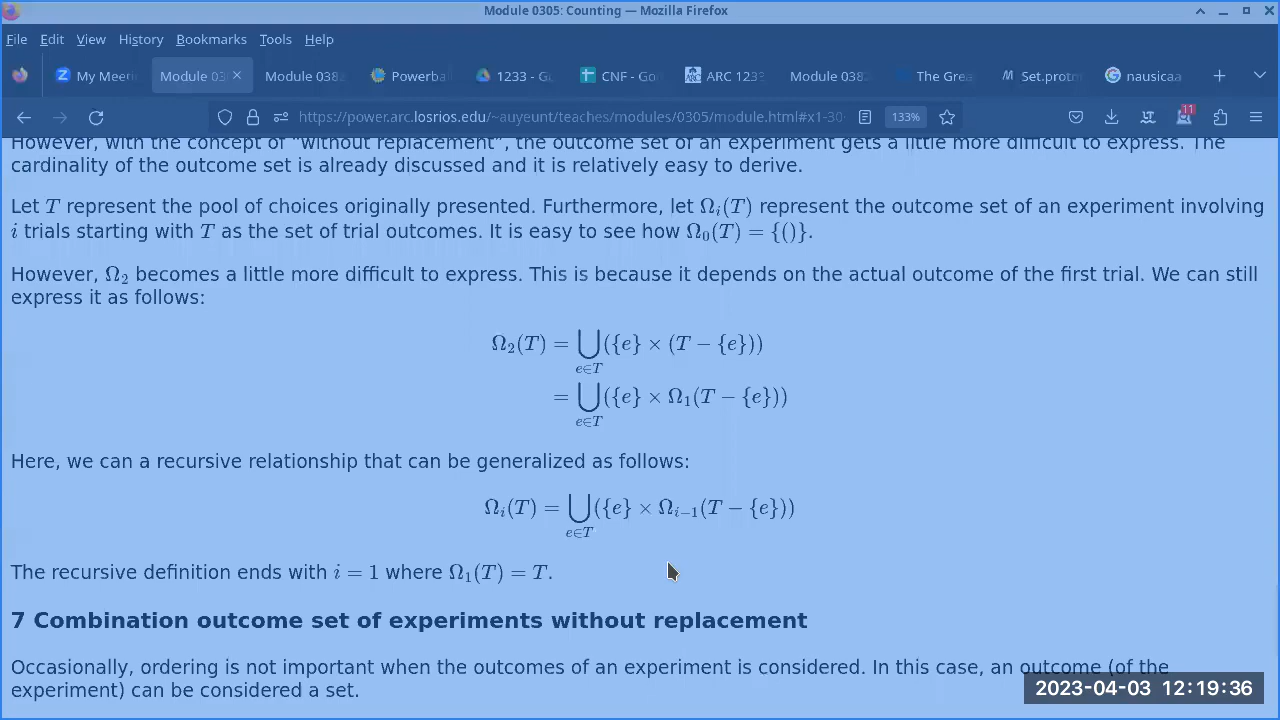 Module 0305: Counting — Mozilla Firefox
File Edit View History Bookmarks Tools Help
My Meeti Module 03 Module 0382 Powerba 1233 - Go CNF - Goo ARC 1233 Module 0382 The Grea Set.protm nausicaa
https://power.arc.losrios.edu/~auyeunt/teaches/modules/0305/module.html#x1-30 133% 11
However, with the concept of "without replacement", the outcome set of an experiment gets a little more difficult to express. The
cardinality of the outcome set is already discussed and it is relatively easy to derive.
Let T represent the pool of choices originally presented. Furthermore, let Ω_i(T) represent the outcome set of an experiment involving
i trials starting with T as the set of trial outcomes. It is easy to see how Ω₀(T) = {()}.
However, Ω₂ becomes a little more difficult to express. This is because it depends on the actual outcome of the first trial. We can still
express it as follows:
Ω₂(T) = ⋃_{e∈T} ({e} × (T − {e}))
= ⋃_{e∈T} ({e} × Ω₁(T − {e}))
Here, we can a recursive relationship that can be generalized as follows:
Ω_i(T) = ⋃_{e∈T} ({e} × Ω_{i−1}(T − {e}))
The recursive definition ends with i = 1 where Ω₁(T) = T.
7 Combination outcome set of experiments without replacement
Occasionally, ordering is not important when the outcomes of an experiment is considered. In this case, an outcome (of the
experiment) can be considered a set.
2023-04-03 12:19:36